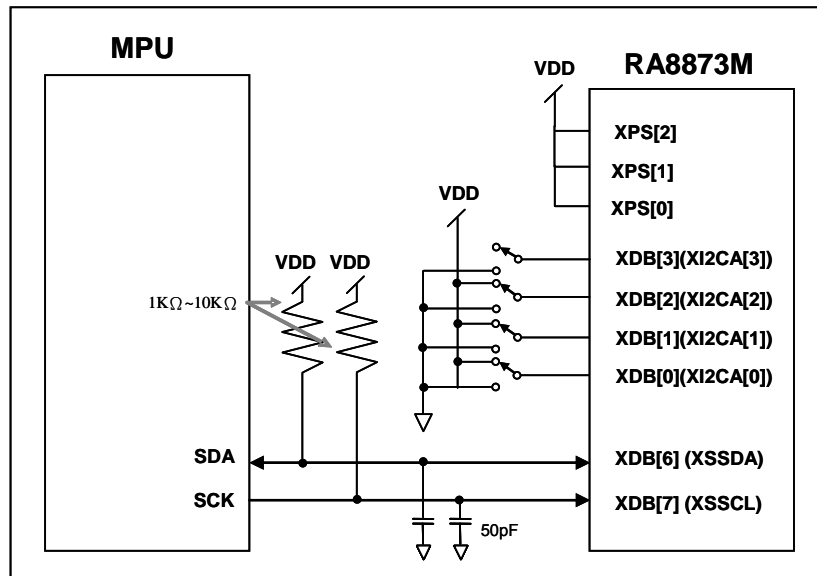 MPU
RA8873M
VDD
XPS[2]
XPS[1]
XPS[0]
VDD
XDB[3](XI2CA[3])
XDB[2](XI2CA[2])
XDB[1](XI2CA[1])
XDB[0](XI2CA[0])
VDD VDD
1KΩ~10KΩ
SDA
XDB[6] (XSSDA)
SCK
XDB[7] (XSSCL)
50pF